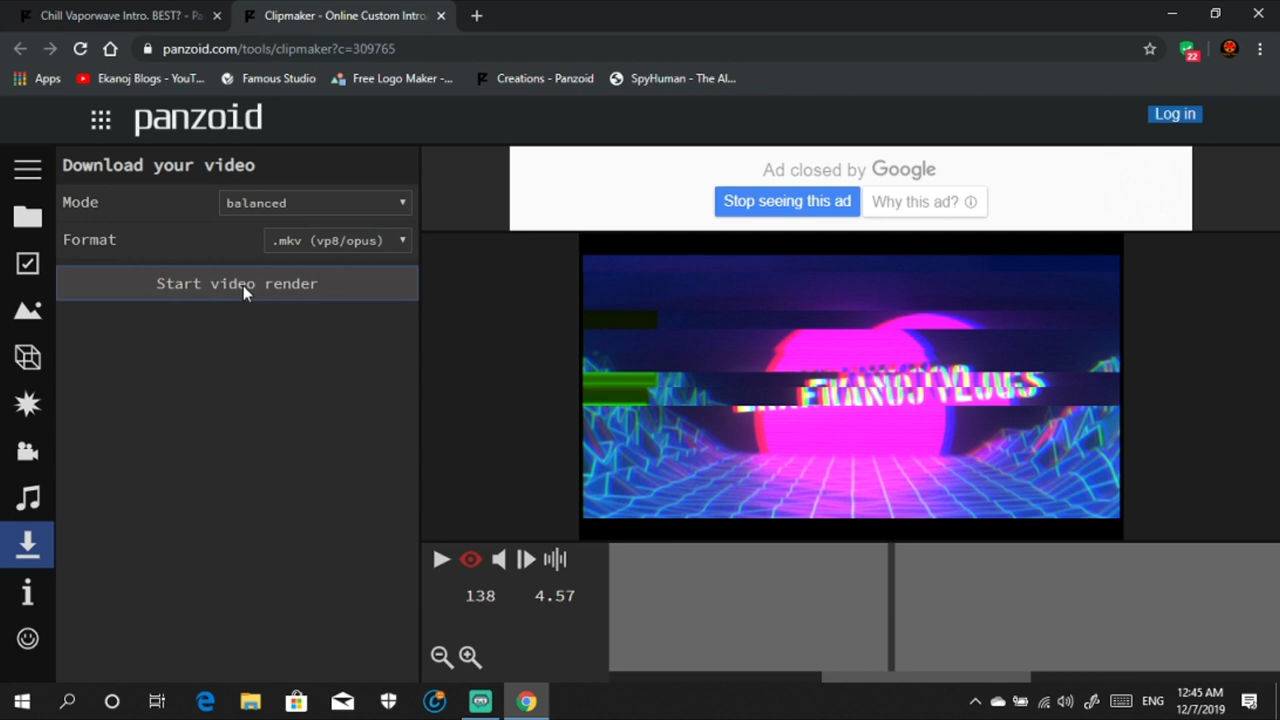 Chill Vaporwave Intro. BEST? - Pa
Clipmaker - Online Custom Intro
panzoid.com/tools/clipmaker?c=309765
22
Apps
Ekanoj Blogs - YouT...
Famous Studio
Free Logo Maker -...
Creations - Panzoid
SpyHuman - The Al...
panzoid
Log in
Download your video
Mode
balanced
Format
.mkv (vp8/opus)
Start video render
Ad closed by Google
Stop seeing this ad
Why this ad?
138
4.57
ENG
12:45 AM
12/7/2019